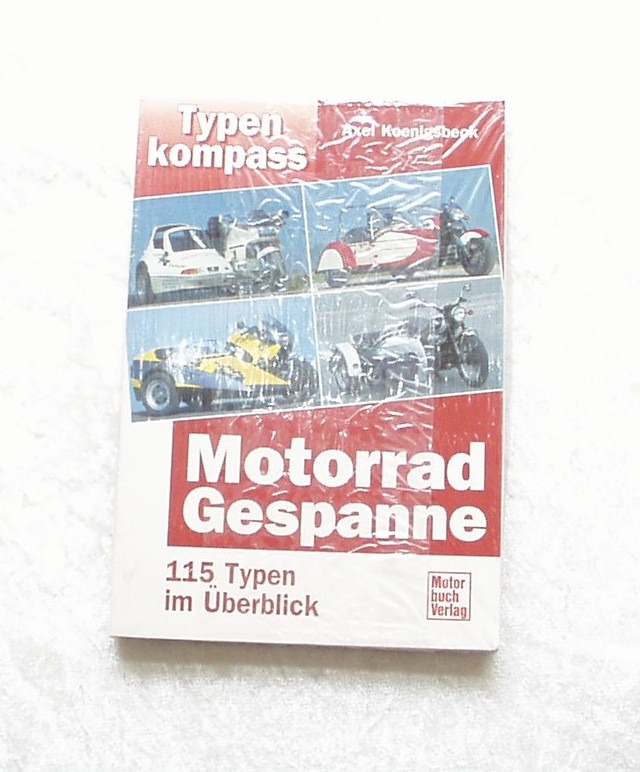 Typen
kompass
Axel Koenigsbeck
Motorrad
Gespanne
115 Typen
im Überblick
Motor
buch
Verlag